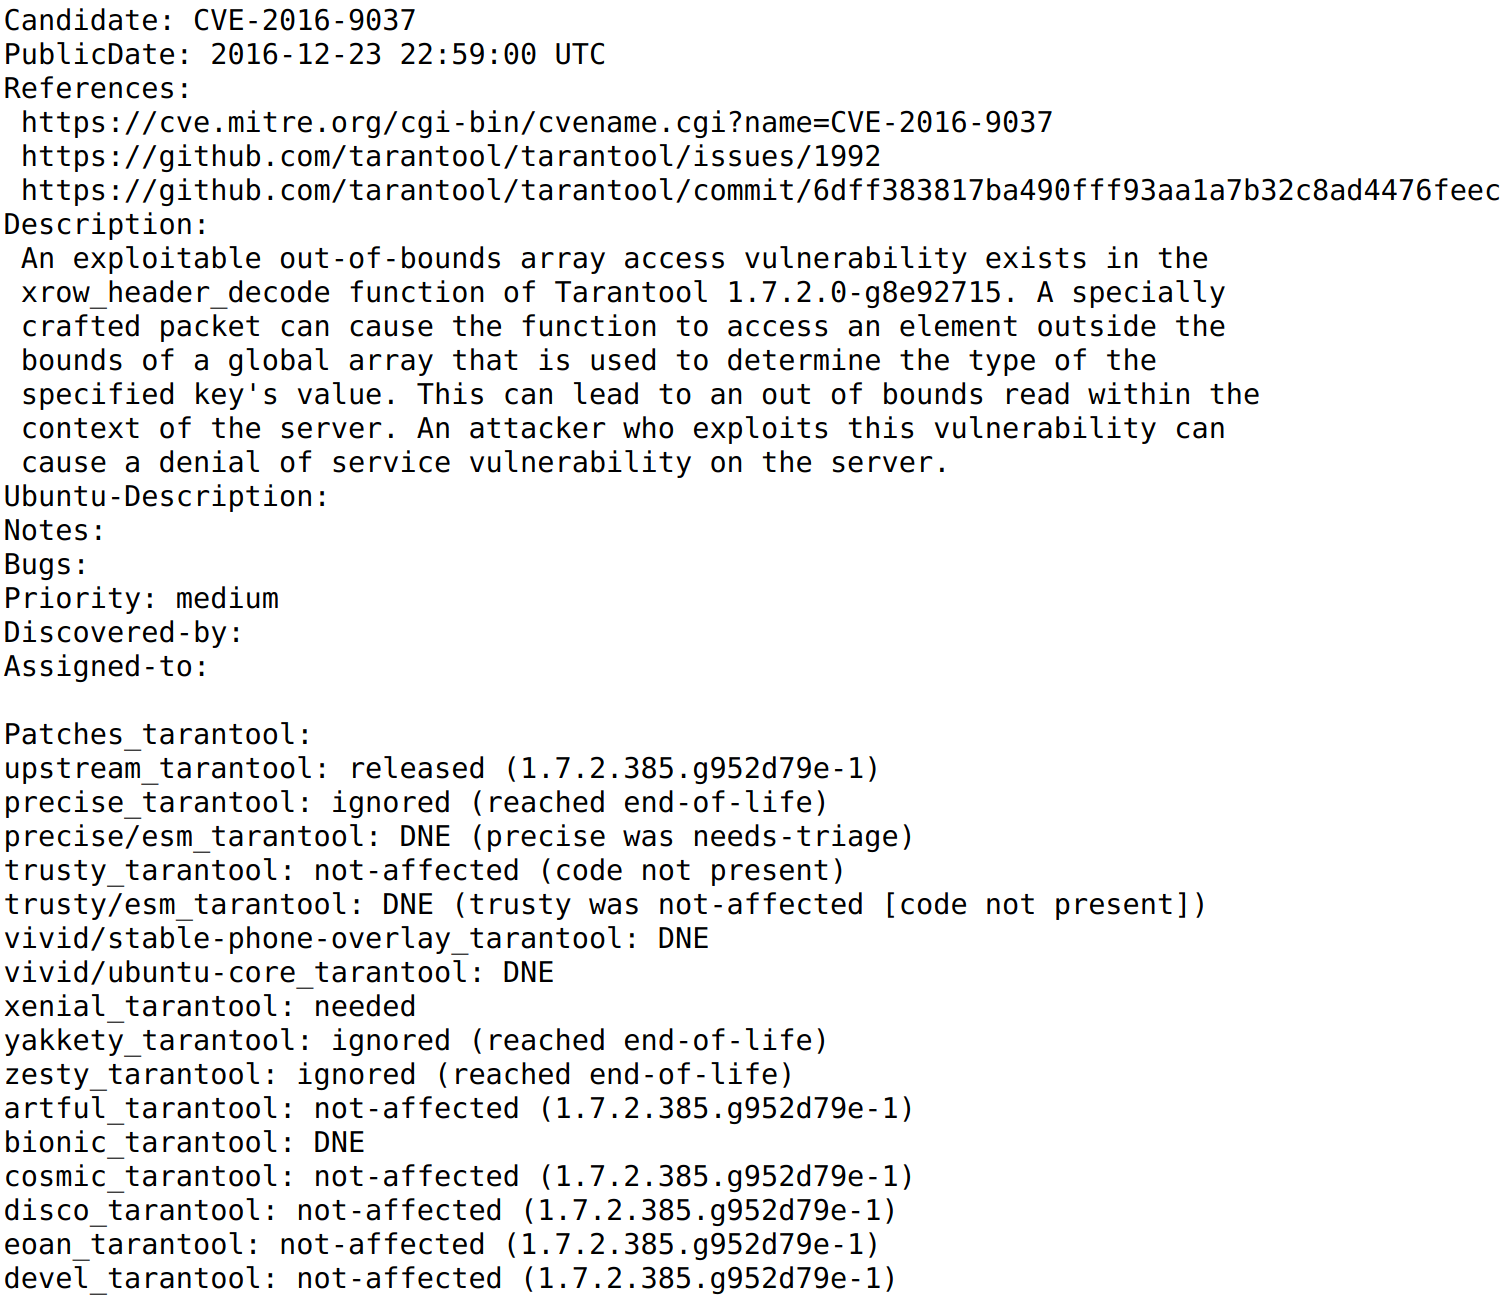 Candidate: CVE-2016-9037
PublicDate: 2016-12-23 22:59:00 UTC
References:
 https://cve.mitre.org/cgi-bin/cvename.cgi?name=CVE-2016-9037
 https://github.com/tarantool/tarantool/issues/1992
 https://github.com/tarantool/tarantool/commit/6dff383817ba490fff93aa1a7b32c8ad4476feec
Description:
 An exploitable out-of-bounds array access vulnerability exists in the
 xrow_header_decode function of Tarantool 1.7.2.0-g8e92715. A specially
 crafted packet can cause the function to access an element outside the
 bounds of a global array that is used to determine the type of the
 specified key's value. This can lead to an out of bounds read within the
 context of the server. An attacker who exploits this vulnerability can
 cause a denial of service vulnerability on the server.
Ubuntu-Description:
Notes:
Bugs:
Priority: medium
Discovered-by:
Assigned-to:

Patches_tarantool:
upstream_tarantool: released (1.7.2.385.g952d79e-1)
precise_tarantool: ignored (reached end-of-life)
precise/esm_tarantool: DNE (precise was needs-triage)
trusty_tarantool: not-affected (code not present)
trusty/esm_tarantool: DNE (trusty was not-affected [code not present])
vivid/stable-phone-overlay_tarantool: DNE
vivid/ubuntu-core_tarantool: DNE
xenial_tarantool: needed
yakkety_tarantool: ignored (reached end-of-life)
zesty_tarantool: ignored (reached end-of-life)
artful_tarantool: not-affected (1.7.2.385.g952d79e-1)
bionic_tarantool: DNE
cosmic_tarantool: not-affected (1.7.2.385.g952d79e-1)
disco_tarantool: not-affected (1.7.2.385.g952d79e-1)
eoan_tarantool: not-affected (1.7.2.385.g952d79e-1)
devel_tarantool: not-affected (1.7.2.385.g952d79e-1)